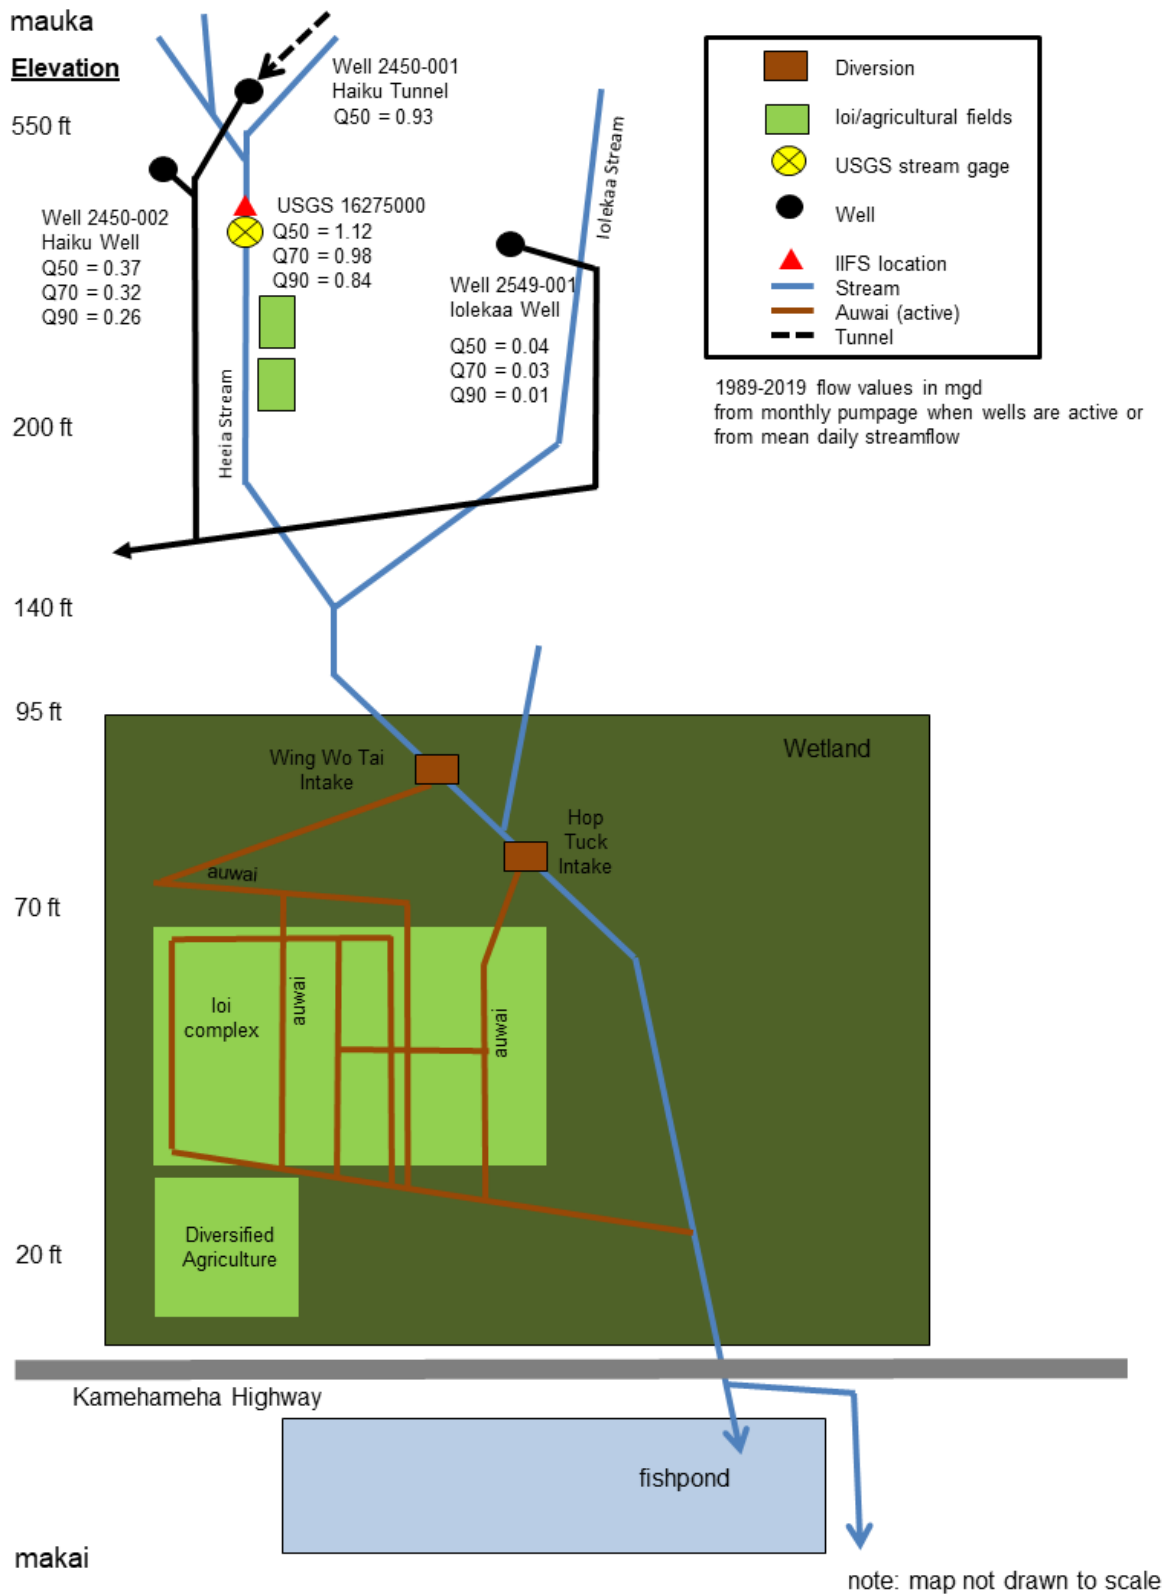 mauka
Elevation
550 ft
200 ft
140 ft
95 ft
70 ft
20 ft
makai
Well 2450-001
Haiku Tunnel
Q50 = 0.93
Well 2450-002
Haiku Well
Q50 = 0.37
Q70 = 0.32
Q90 = 0.26
USGS 16275000
Q50 = 1.12
Q70 = 0.98
Q90 = 0.84
Heeia Stream
Iolekaa Stream
Well 2549-001
Iolekaa Well
Q50 = 0.04
Q70 = 0.03
Q90 = 0.01
Diversion
loi/agricultural fields
USGS stream gage
Well
IIFS location
Stream
Auwai (active)
Tunnel
1989-2019 flow values in mgd
from monthly pumpage when wells are active or
from mean daily streamflow
Wetland
Wing Wo Tai
Intake
Hop
Tuck
Intake
auwai
loi
complex
auwai
auwai
Diversified
Agriculture
Kamehameha Highway
fishpond
note: map not drawn to scale